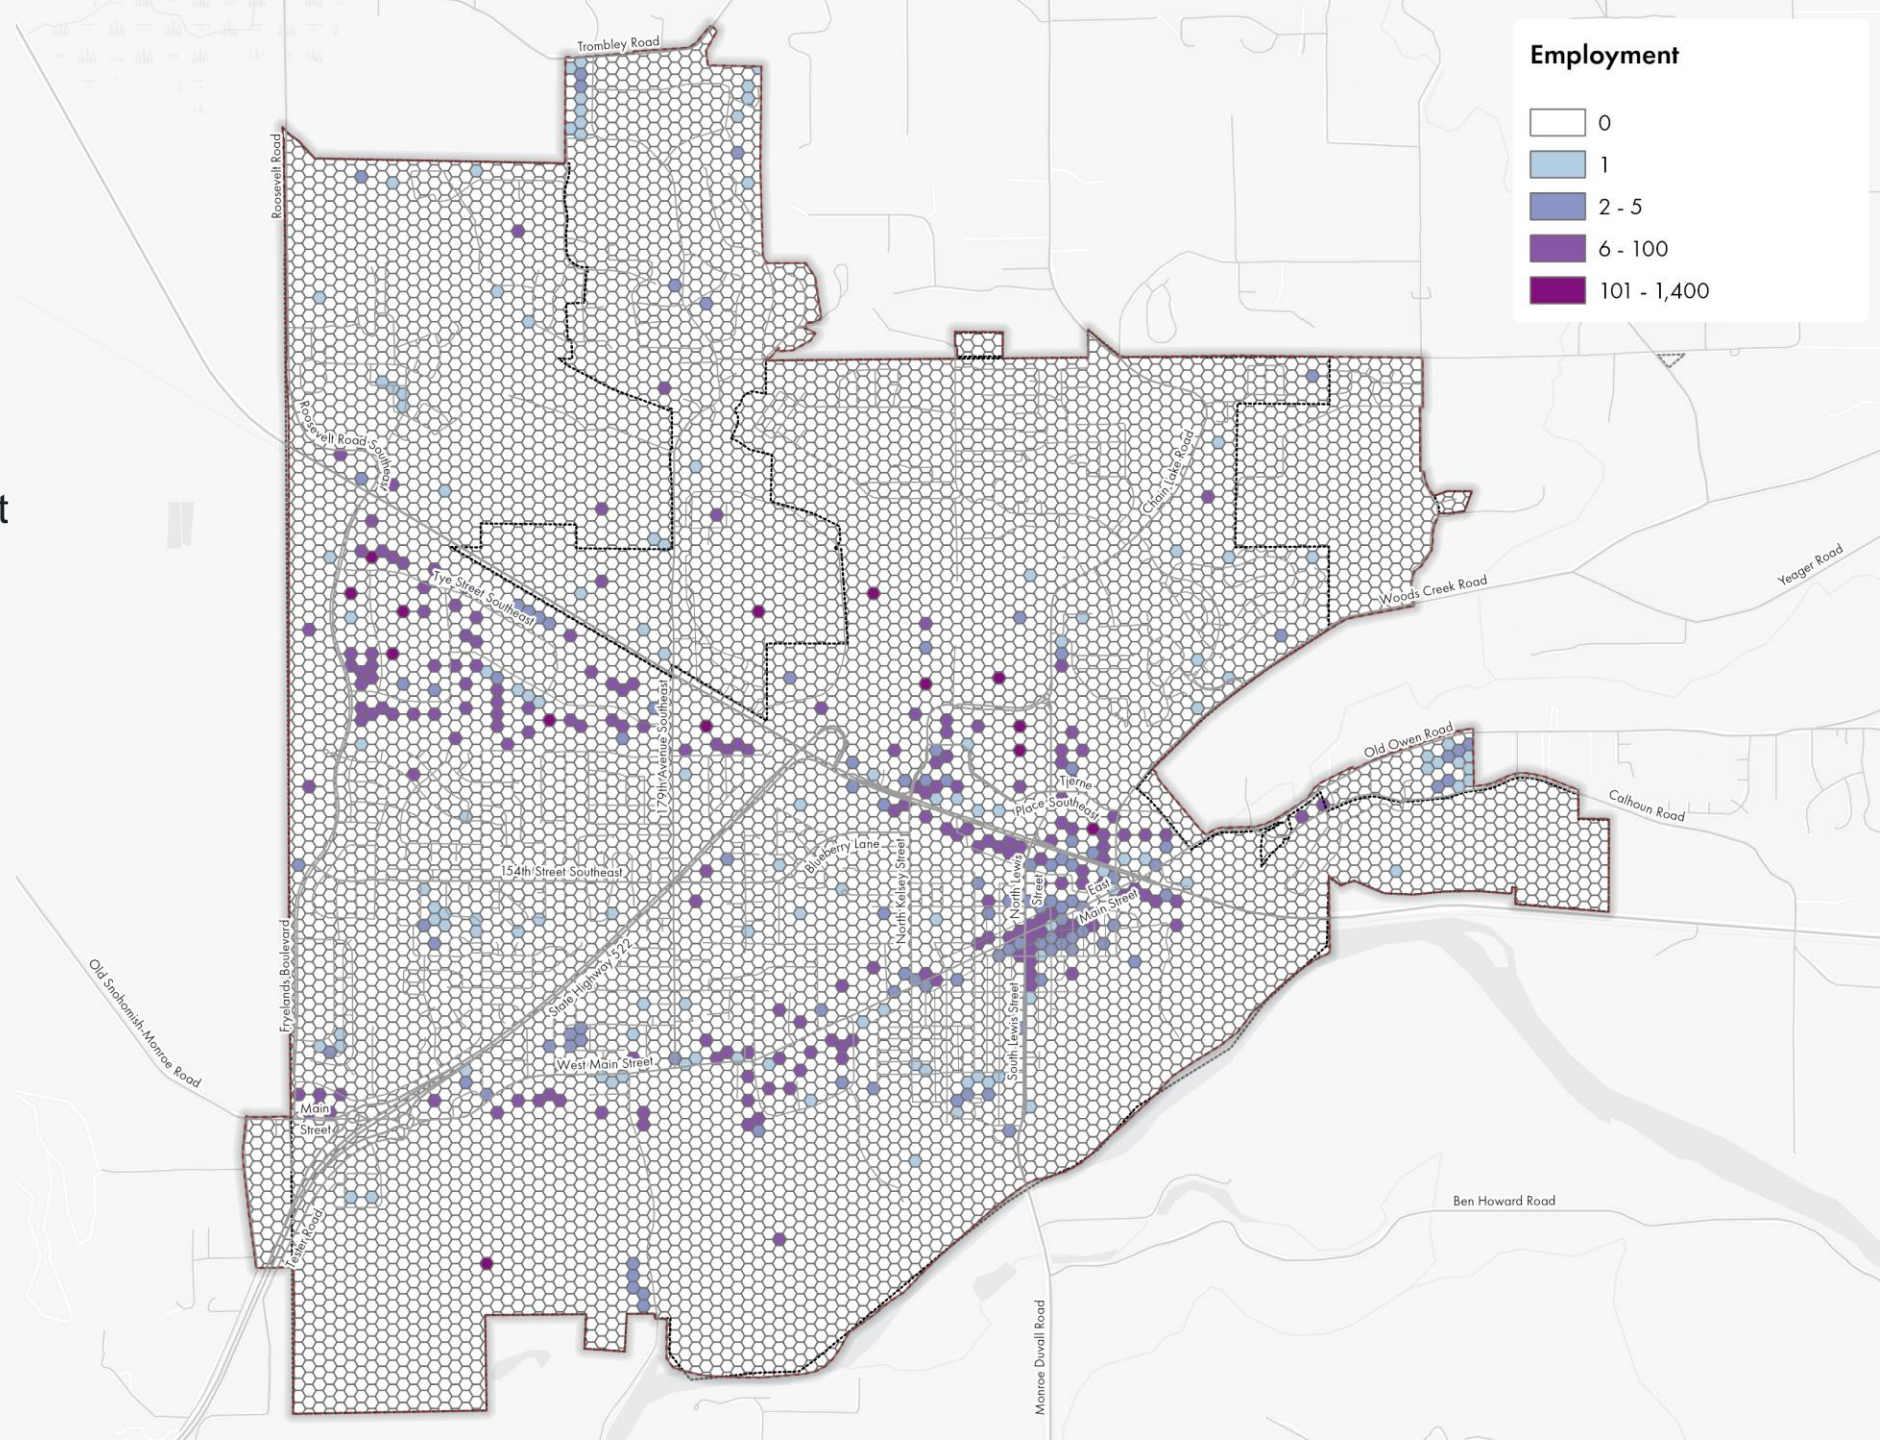 Trombley Road
Employment
0
1
2 - 5
6 - 100
101 - 1,400
Roosevelt Road
Roosevelt Road Southeast
t
Chain Lake Road
Woods Creek Road
Yeager Road
Tye Street Southeast
179th Avenue Southeast
Old Owen Road
Calhoun Road
Tjerne
Place Southeast
Blueberry Lane
154th Street Southeast
North Kelsey Street
North Lewis
Street
East
Main Street
Fryelands Boulevard
State Highway 522
Old Snohomish-Monroe Road
West Main Street
South Lewis Street
Main
Street
Tester Road
Ben Howard Road
Monroe Duvall Road